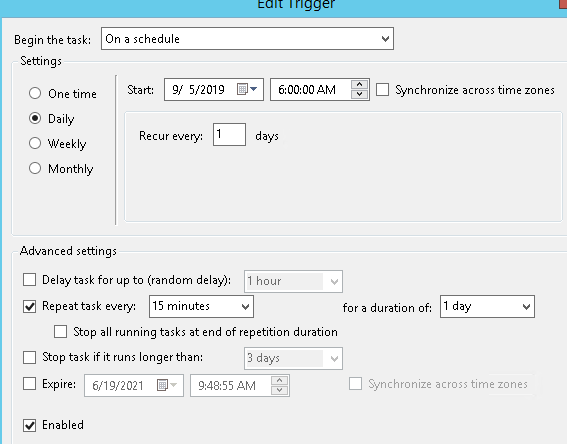 Edit Trigger
Begin the task: On a schedule
Settings
One time
Daily
Weekly
Monthly
Start: 9/ 5/2019 6:00:00 AM Synchronize across time zones
Recur every: 1 days
Advanced settings
Delay task for up to (random delay): 1 hour
Repeat task every: 15 minutes for a duration of: 1 day
Stop all running tasks at end of repetition duration
Stop task if it runs longer than: 3 days
Expire: 6/19/2021 9:48:55 AM Synchronize across time zones
Enabled